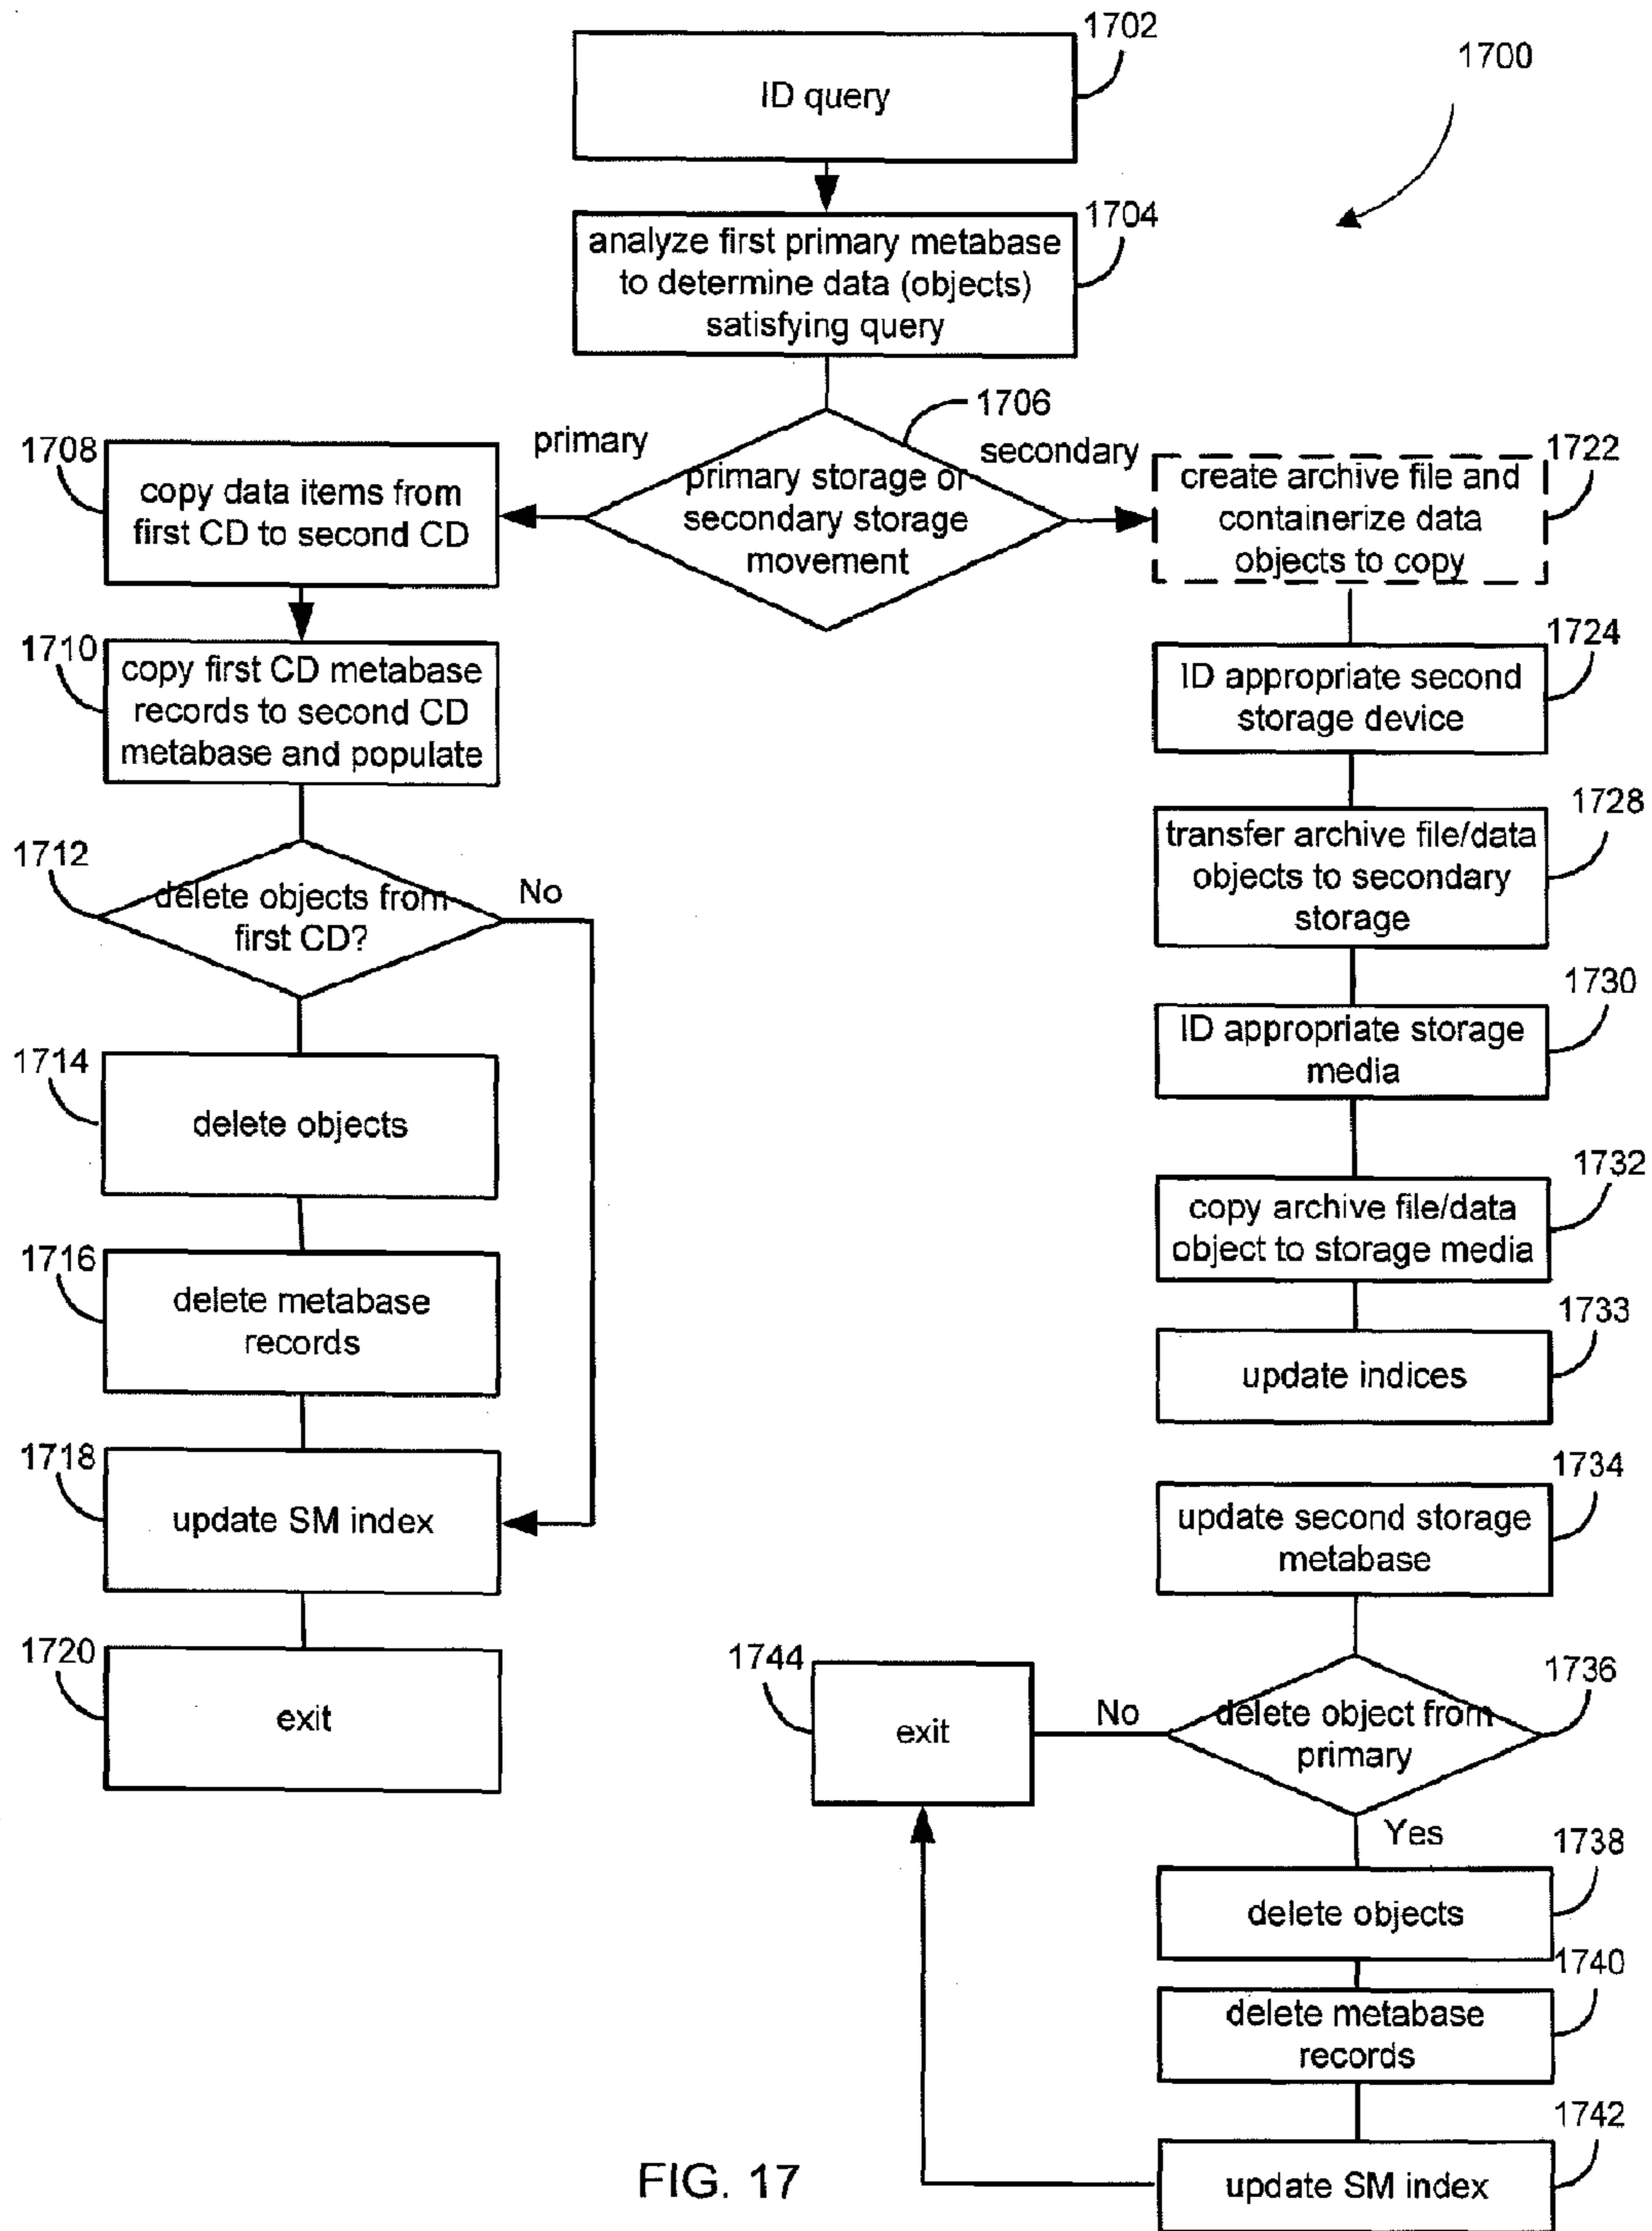 1702
1700
ID query
1704
analyze first primary metabase
to determine data (objects)
satisfying query
1706
primary
secondary
primary storage or
secondary storage
movement
1708
copy data items from
first CD to second CD
1710
copy first CD metabase
records to second CD
metabase and populate
1712
delete objects from
first CD?
No
1714
delete objects
1716
delete metabase
records
1718
update SM index
1720
exit
1722
create archive file and
containerize data
objects to copy
1724
ID appropriate second
storage device
1728
transfer archive file/data
objects to secondary
storage
1730
ID appropriate storage
media
1732
copy archive file/data
object to storage media
1733
update indices
1734
update second storage
metabase
1736
delete object from
primary
No
1744
exit
Yes
1738
delete objects
1740
delete metabase
records
1742
update SM index
FIG. 17